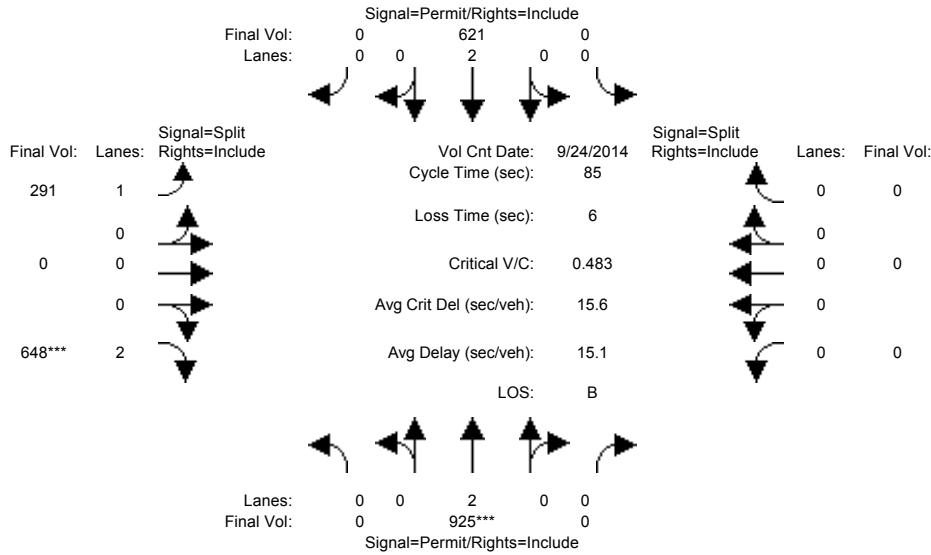 Signal=Permit/Rights=Include
Final Vol: 0 621 0
Lanes: 0 0 2 0 0
Signal=Split Signal=Split
Final Vol: Lanes: Rights=Include Vol Cnt Date: 9/24/2014 Rights=Include Lanes: Final Vol:
Cycle Time (sec): 85
291 1 0 0
Loss Time (sec): 6
0 0
0 0 Critical V/C: 0.483 0 0
0 Avg Crit Del (sec/veh): 15.6 0
648*** 2 Avg Delay (sec/veh): 15.1 0 0
LOS: B
Lanes: 0 0 2 0 0
Final Vol: 0 925*** 0
Signal=Permit/Rights=Include